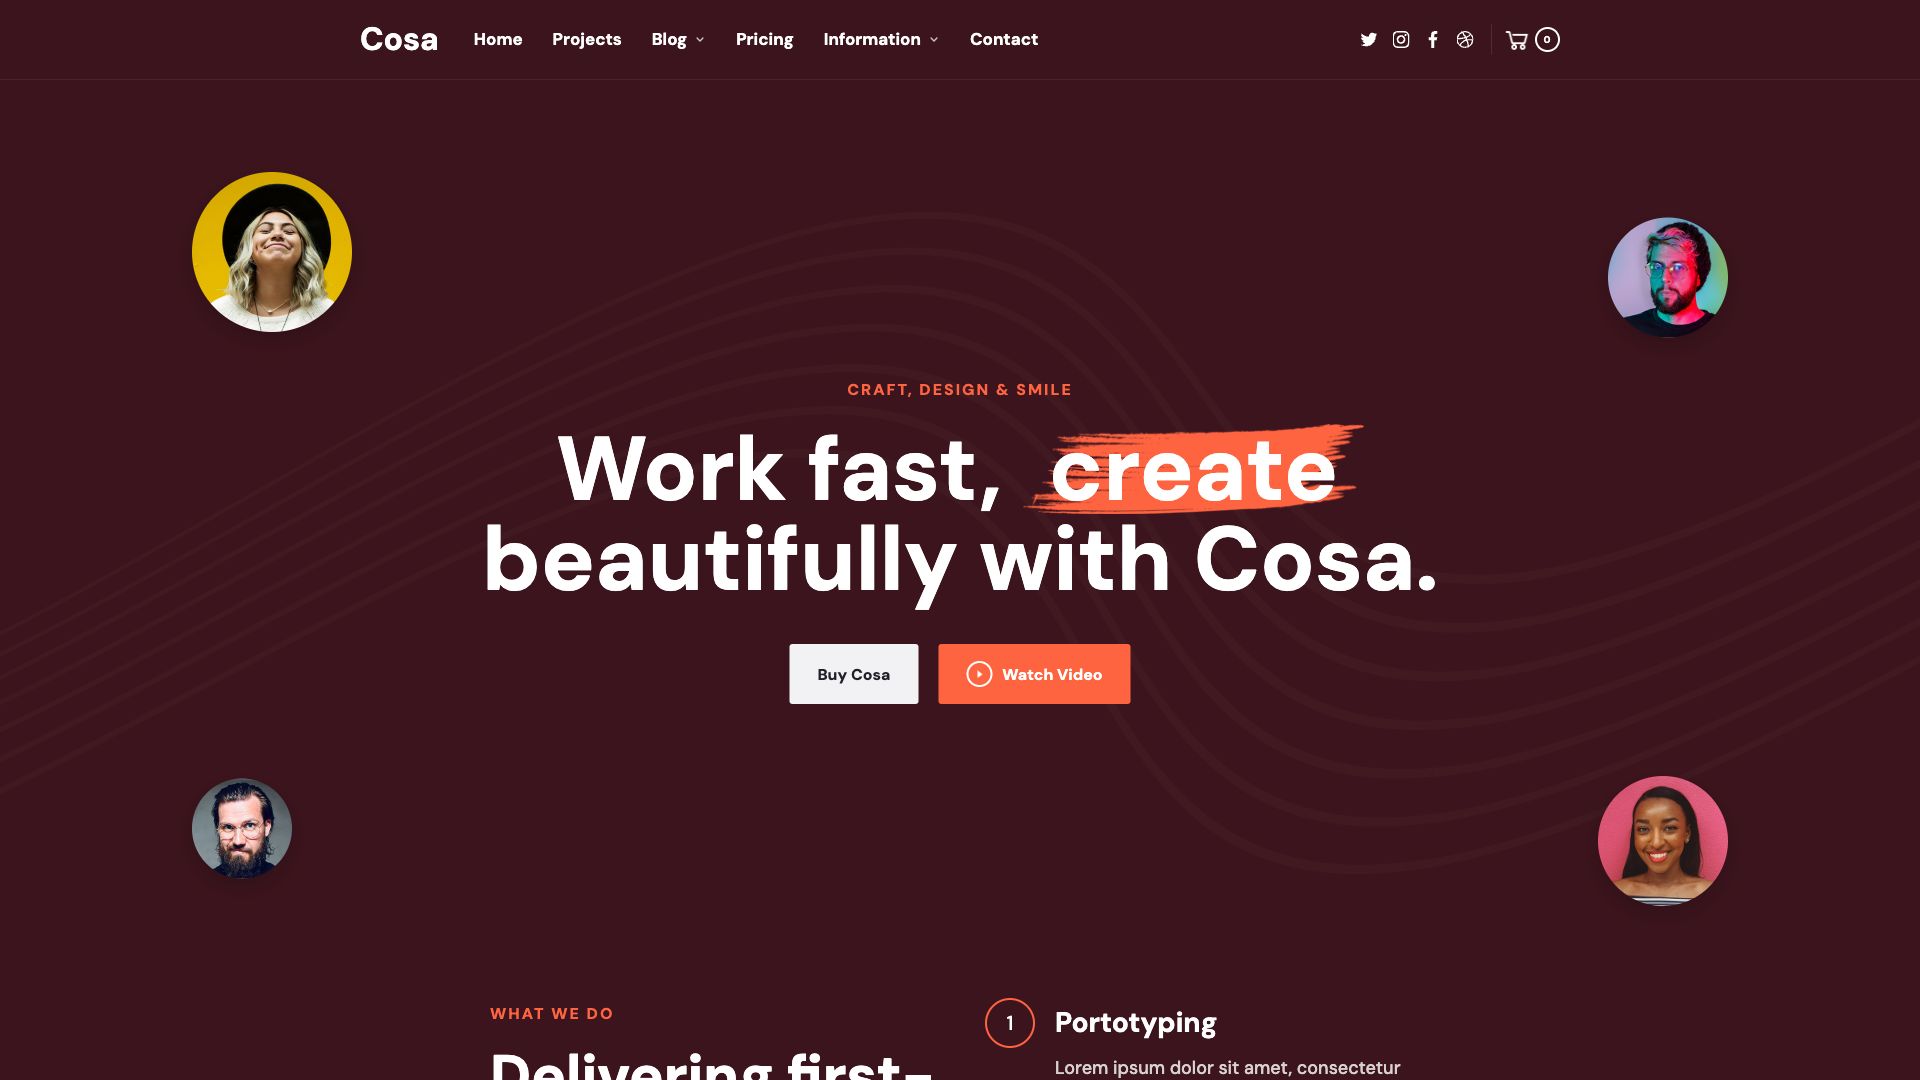 Cosa Home Projects Blog Pricing Information Contact 0
CRAFT, DESIGN & SMILE
Work fast, create
beautifully with Cosa.
Buy Cosa Watch Video
WHAT WE DO
Delivering first-
1 Portotyping
Lorem ipsum dolor sit amet, consectetur